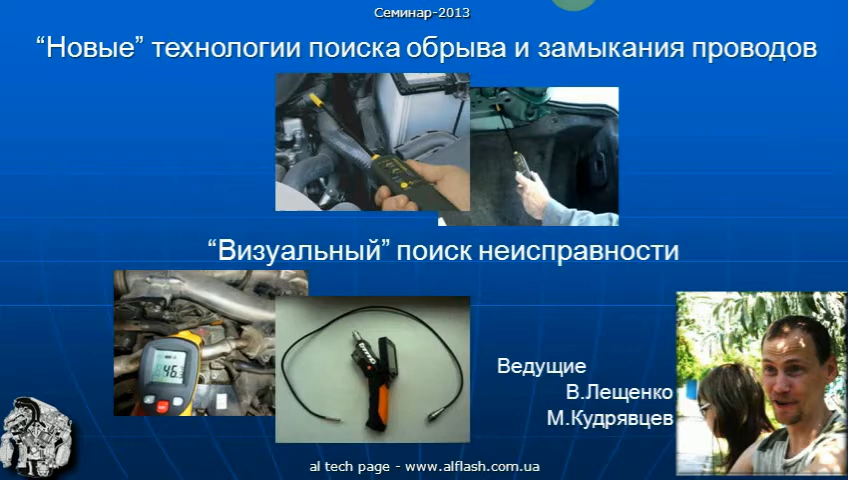 Семинар-2013
“Новые” технологии поиска обрыва и замыкания проводов
“Визуальный” поиск неисправности
Ведущие
В.Лещенко
М.Кудрявцев
al tech page - www.alflash.com.ua